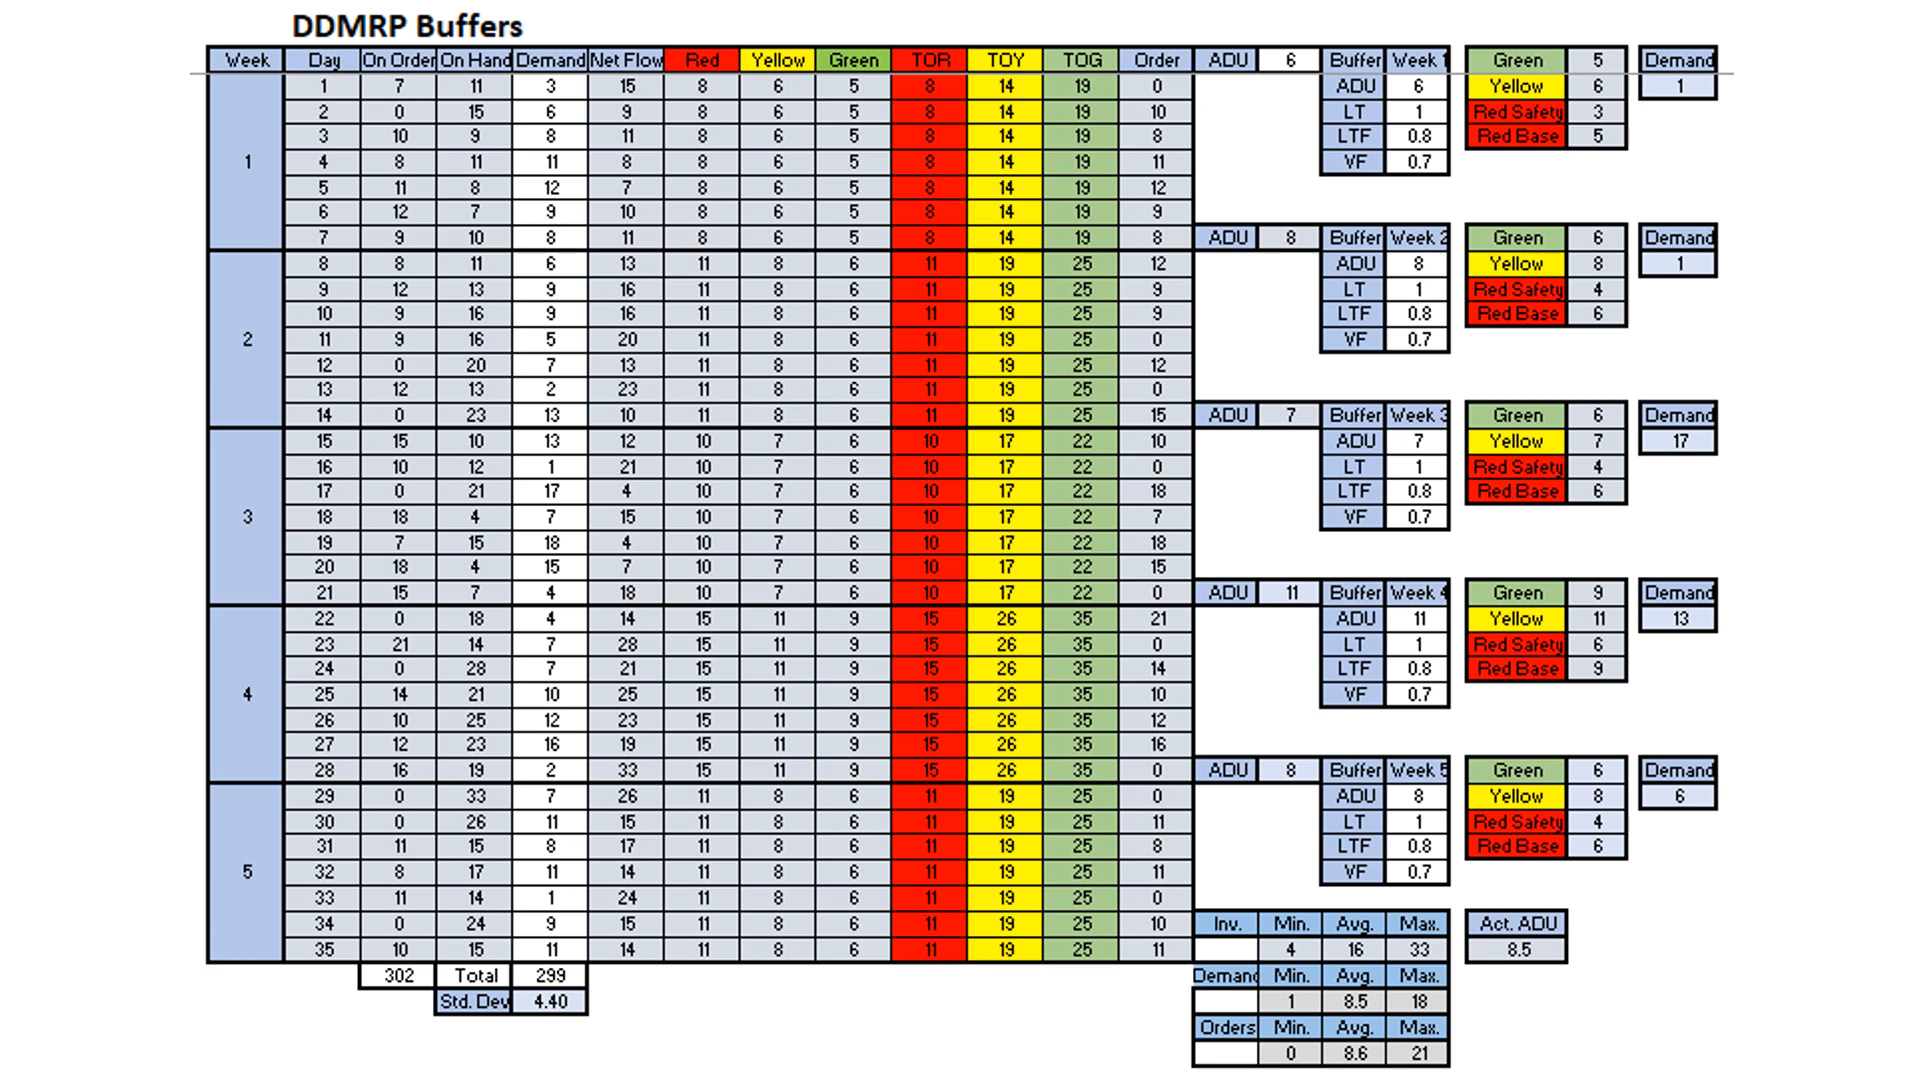 DDMRP Buffers
Week Day On Order On Hand Demand Net Flow Red Yellow Green TOR TOY TOG Order ADU 6 Buffer Week 1 Green 5 Demand
1 7 11 3 15 8 6 5 8 14 19 0 ADU 6 Yellow 6 1
2 0 15 6 9 8 6 5 8 14 19 10 LT 1 Red Safety 3
3 10 9 8 11 8 6 5 8 14 19 8 LTF 0.8 Red Base 5
1 4 8 11 11 8 8 6 5 8 14 19 11 VF 0.7
5 11 8 12 7 8 6 5 8 14 19 12
6 12 7 9 10 8 6 5 8 14 19 9
7 9 10 8 11 8 6 5 8 14 19 8 ADU 8 Buffer Week 2 Green 6 Demand
8 8 11 6 13 11 8 6 11 19 25 12 ADU 8 Yellow 8 1
9 12 13 9 16 11 8 6 11 19 25 9 LT 1 Red Safety 4
10 9 16 9 16 11 8 6 11 19 25 9 LTF 0.8 Red Base 6
2 11 9 16 5 20 11 8 6 11 19 25 0 VF 0.7
12 0 20 7 13 11 8 6 11 19 25 12
13 12 13 2 23 11 8 6 11 19 25 0
14 0 23 13 10 11 8 6 11 19 25 15 ADU 7 Buffer Week 3 Green 6 Demand
15 15 10 13 12 10 7 6 10 17 22 10 ADU 7 Yellow 7 17
16 10 12 1 21 10 7 6 10 17 22 0 LT 1 Red Safety 4
17 0 21 17 4 10 7 6 10 17 22 18 LTF 0.8 Red Base 6
3 18 18 4 7 15 10 7 6 10 17 22 7 VF 0.7
19 7 15 18 4 10 7 6 10 17 22 18
20 18 4 15 7 10 7 6 10 17 22 15
21 15 7 4 18 10 7 6 10 17 22 0 ADU 11 Buffer Week 4 Green 9 Demand
22 0 18 4 14 15 11 9 15 26 35 21 ADU 11 Yellow 11 13
23 21 14 7 28 15 11 9 15 26 35 0 LT 1 Red Safety 6
24 0 28 7 21 15 11 9 15 26 35 14 LTF 0.8 Red Base 9
4 25 14 21 10 25 15 11 9 15 26 35 10 VF 0.7
26 10 25 12 23 15 11 9 15 26 35 12
27 12 23 16 19 15 11 9 15 26 35 16
28 16 19 2 33 15 11 9 15 26 35 0 ADU 8 Buffer Week 5 Green 6 Demand
29 0 33 7 26 11 8 6 11 19 25 0 ADU 8 Yellow 8 6
30 0 26 11 15 11 8 6 11 19 25 11 LT 1 Red Safety 4
31 11 15 8 17 11 8 6 11 19 25 8 LTF 0.8 Red Base 6
5 32 8 17 11 14 11 8 6 11 19 25 11 VF 0.7
33 11 14 1 24 11 8 6 11 19 25 0
34 0 24 9 15 11 8 6 11 19 25 10 Inv. Min. Avg. Max. Act. ADU
35 10 15 11 14 11 8 6 11 19 25 11 4 16 33 8.5
302 Total 299 Demand Min. Avg. Max.
Std. Dev 4.40 1 8.5 18
Orders Min. Avg. Max.
0 8.6 21